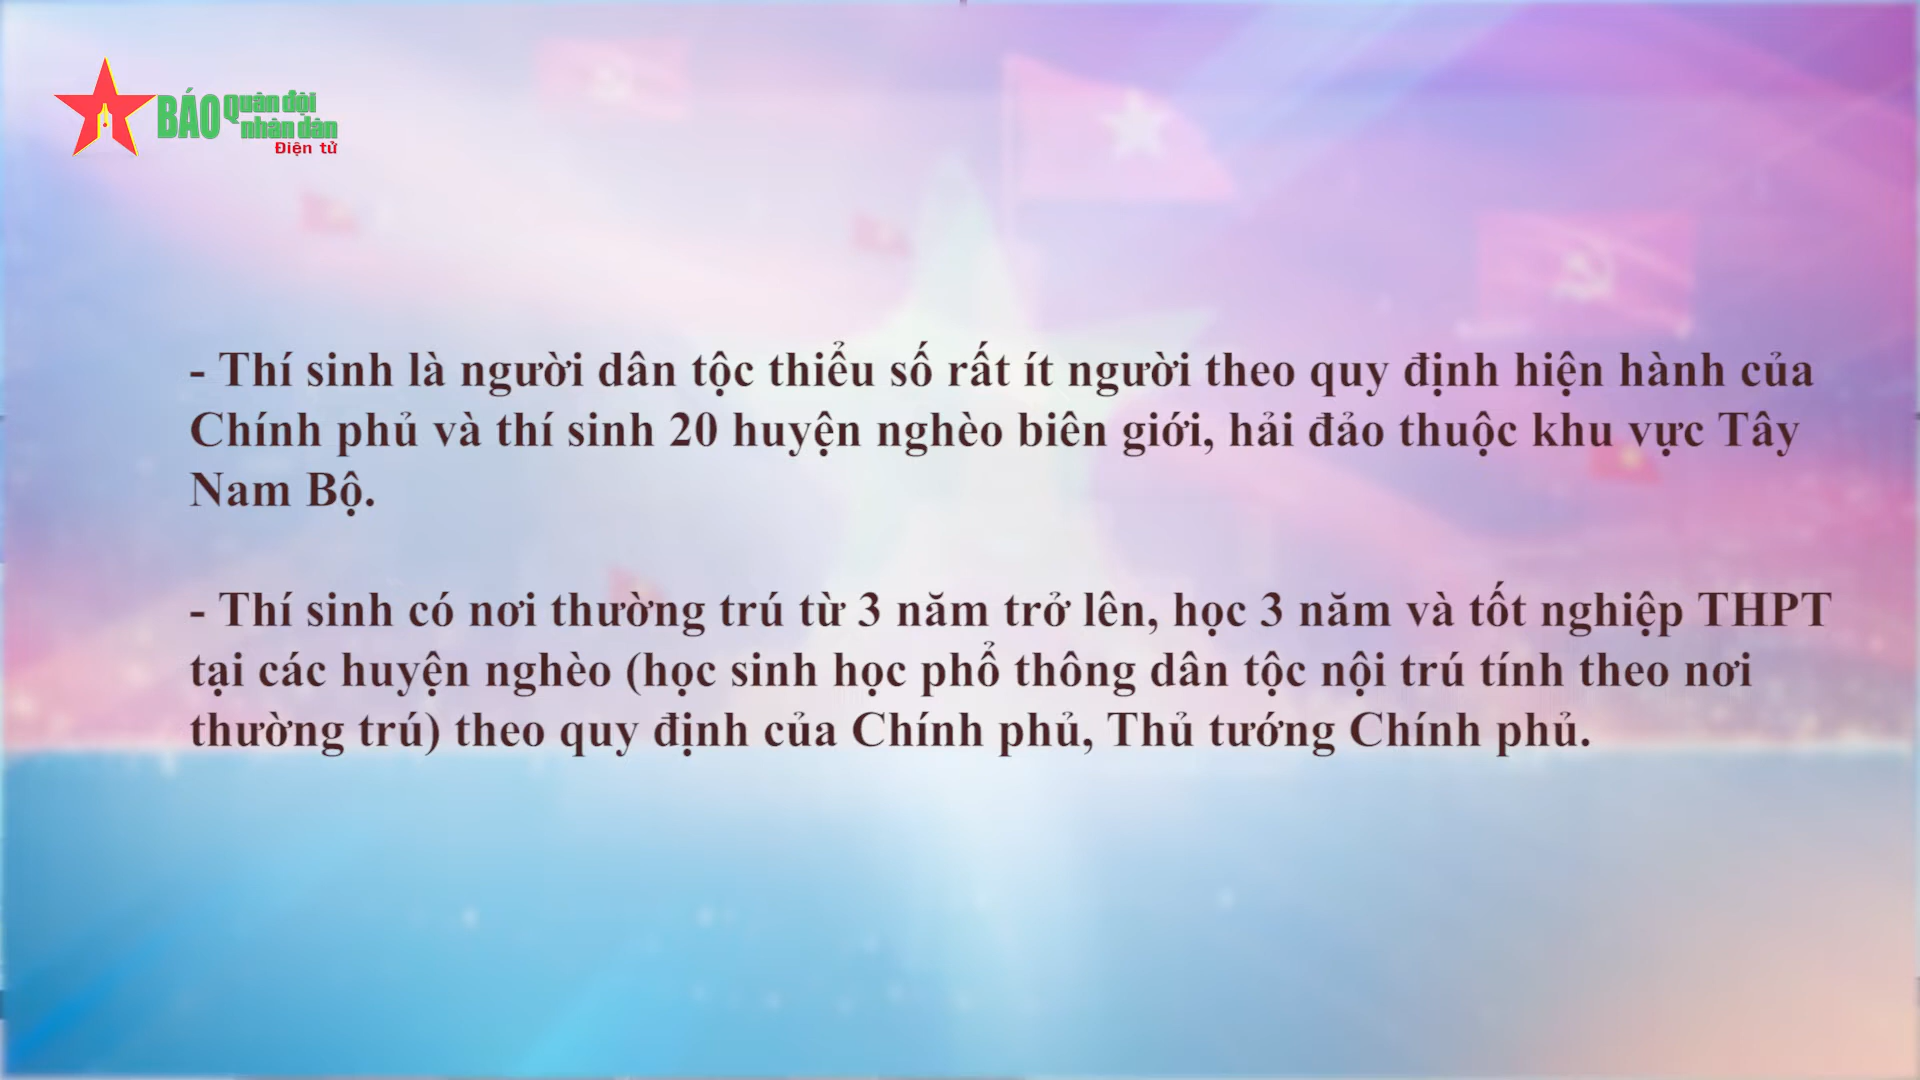 BÁO Quân đội
nhân dân
Điện tử
- Thí sinh là người dân tộc thiểu số rất ít người theo quy định hiện hành của
Chính phủ và thí sinh 20 huyện nghèo biên giới, hải đảo thuộc khu vực Tây
Nam Bộ.
- Thí sinh có nơi thường trú từ 3 năm trở lên, học 3 năm và tốt nghiệp THPT
tại các huyện nghèo (học sinh học phổ thông dân tộc nội trú tính theo nơi
thường trú) theo quy định của Chính phủ, Thủ tướng Chính phủ.